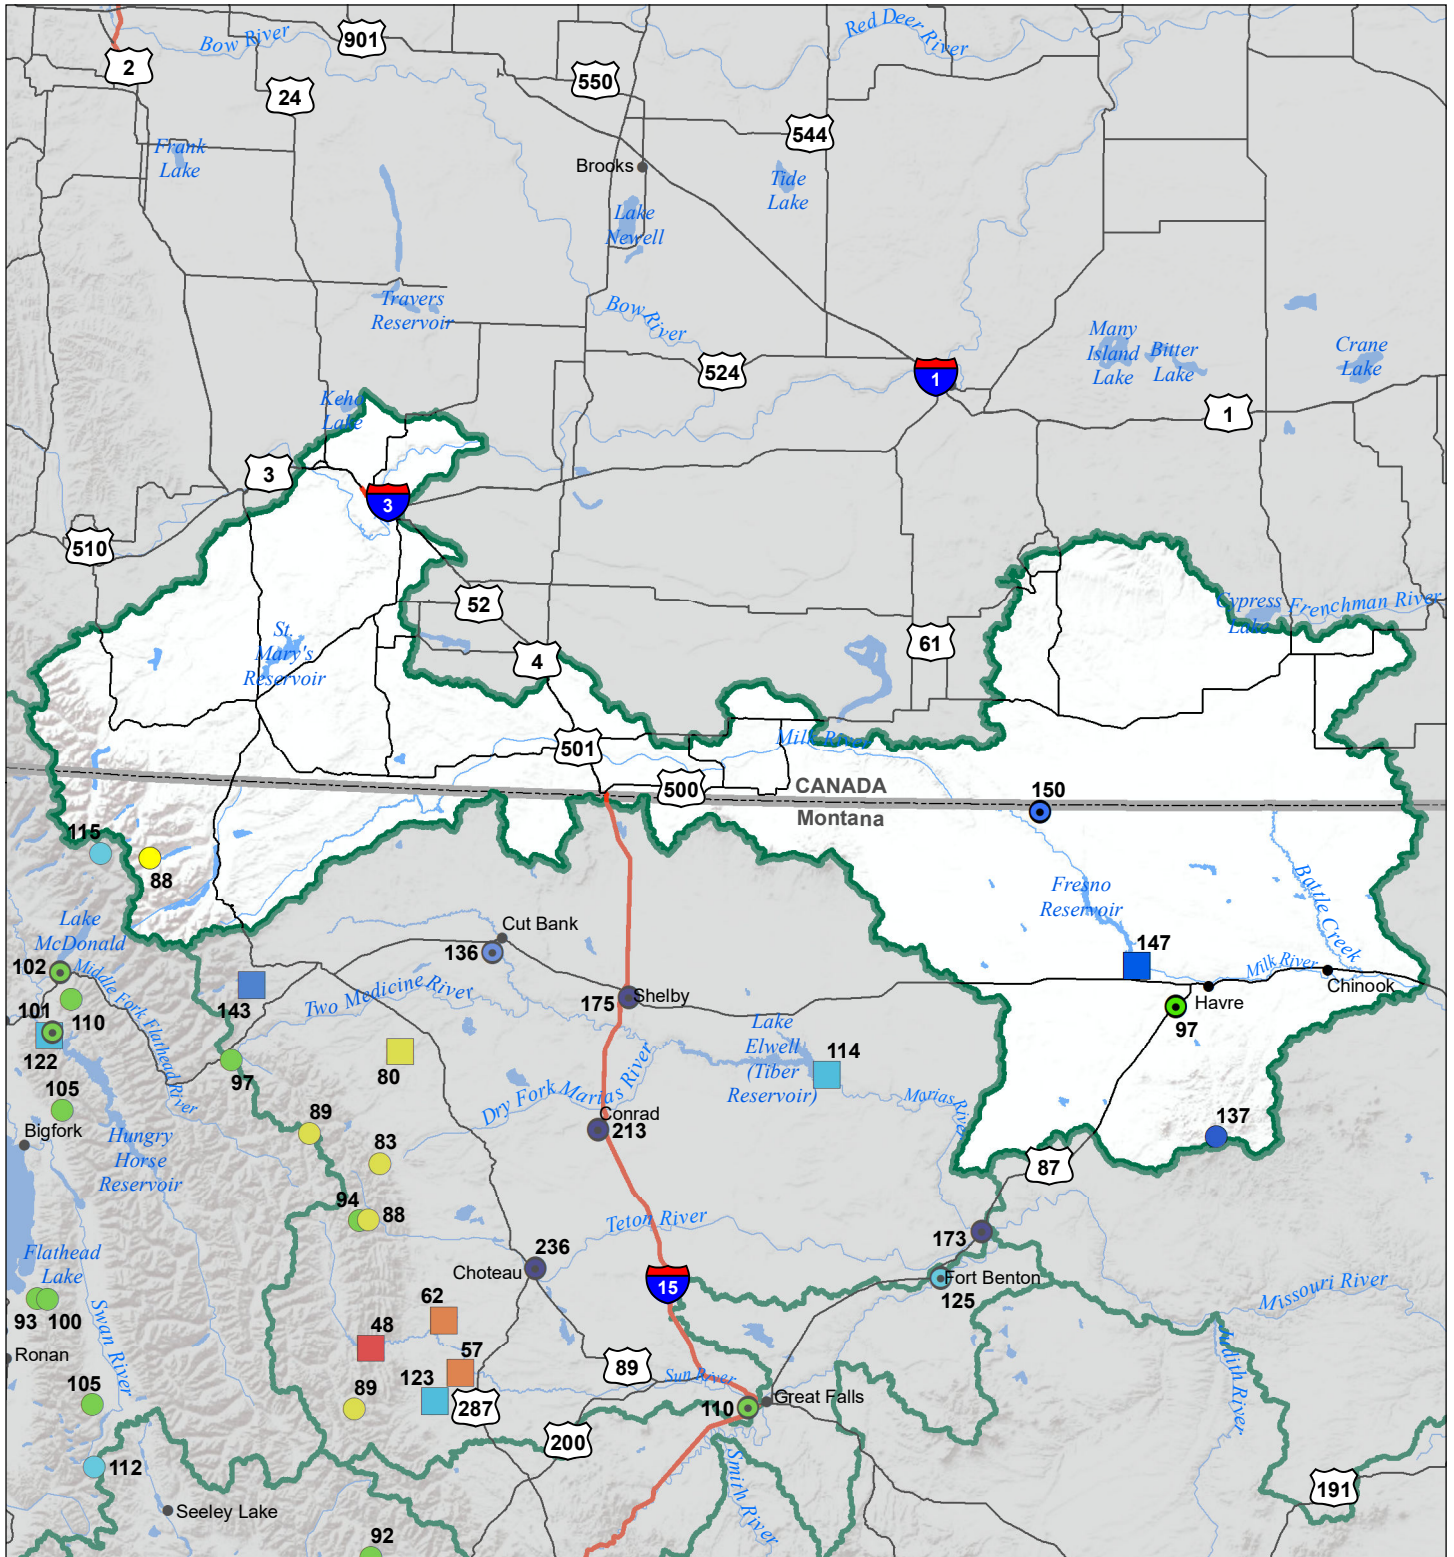 Bow River
901
Red Deer River
2
24
550
544
Frank
Lake
Brooks
Tide
Lake
Lake
Newell
Travers
Reservoir
Bow River
Many
Island
Lake
Bitter
Lake
Crane
Lake
524
1
1
Keho
Lake
3
3
510
52
Cypress
Lake
Frenchman River
St.
Mary's
Reservoir
4
61
501
Milk River
500
CANADA
Montana
150
115
88
Fresno
Reservoir
Battle Creek
Lake
McDonald
Cut Bank
136
147
Milk River
102
Middle Fork Flathead River
143
Two Medicine River
175
Shelby
Havre
Chinook
97
101
110
122
Lake
Elwell
(Tiber
Reservoir)
114
97
80
Dry Fork Marias River
Marias River
105
89
Conrad
213
137
Bigfork
Hungry
Horse
Reservoir
83
87
94
88
Teton River
173
Flathead
Lake
236
Choteau
15
Fort Benton
125
Missouri River
93
100
Swan River
62
48
57
Ronan
89
Sun River
Judith River
105
89
123
287
110
Great Falls
200
112
Smith River
191
Seeley Lake
92